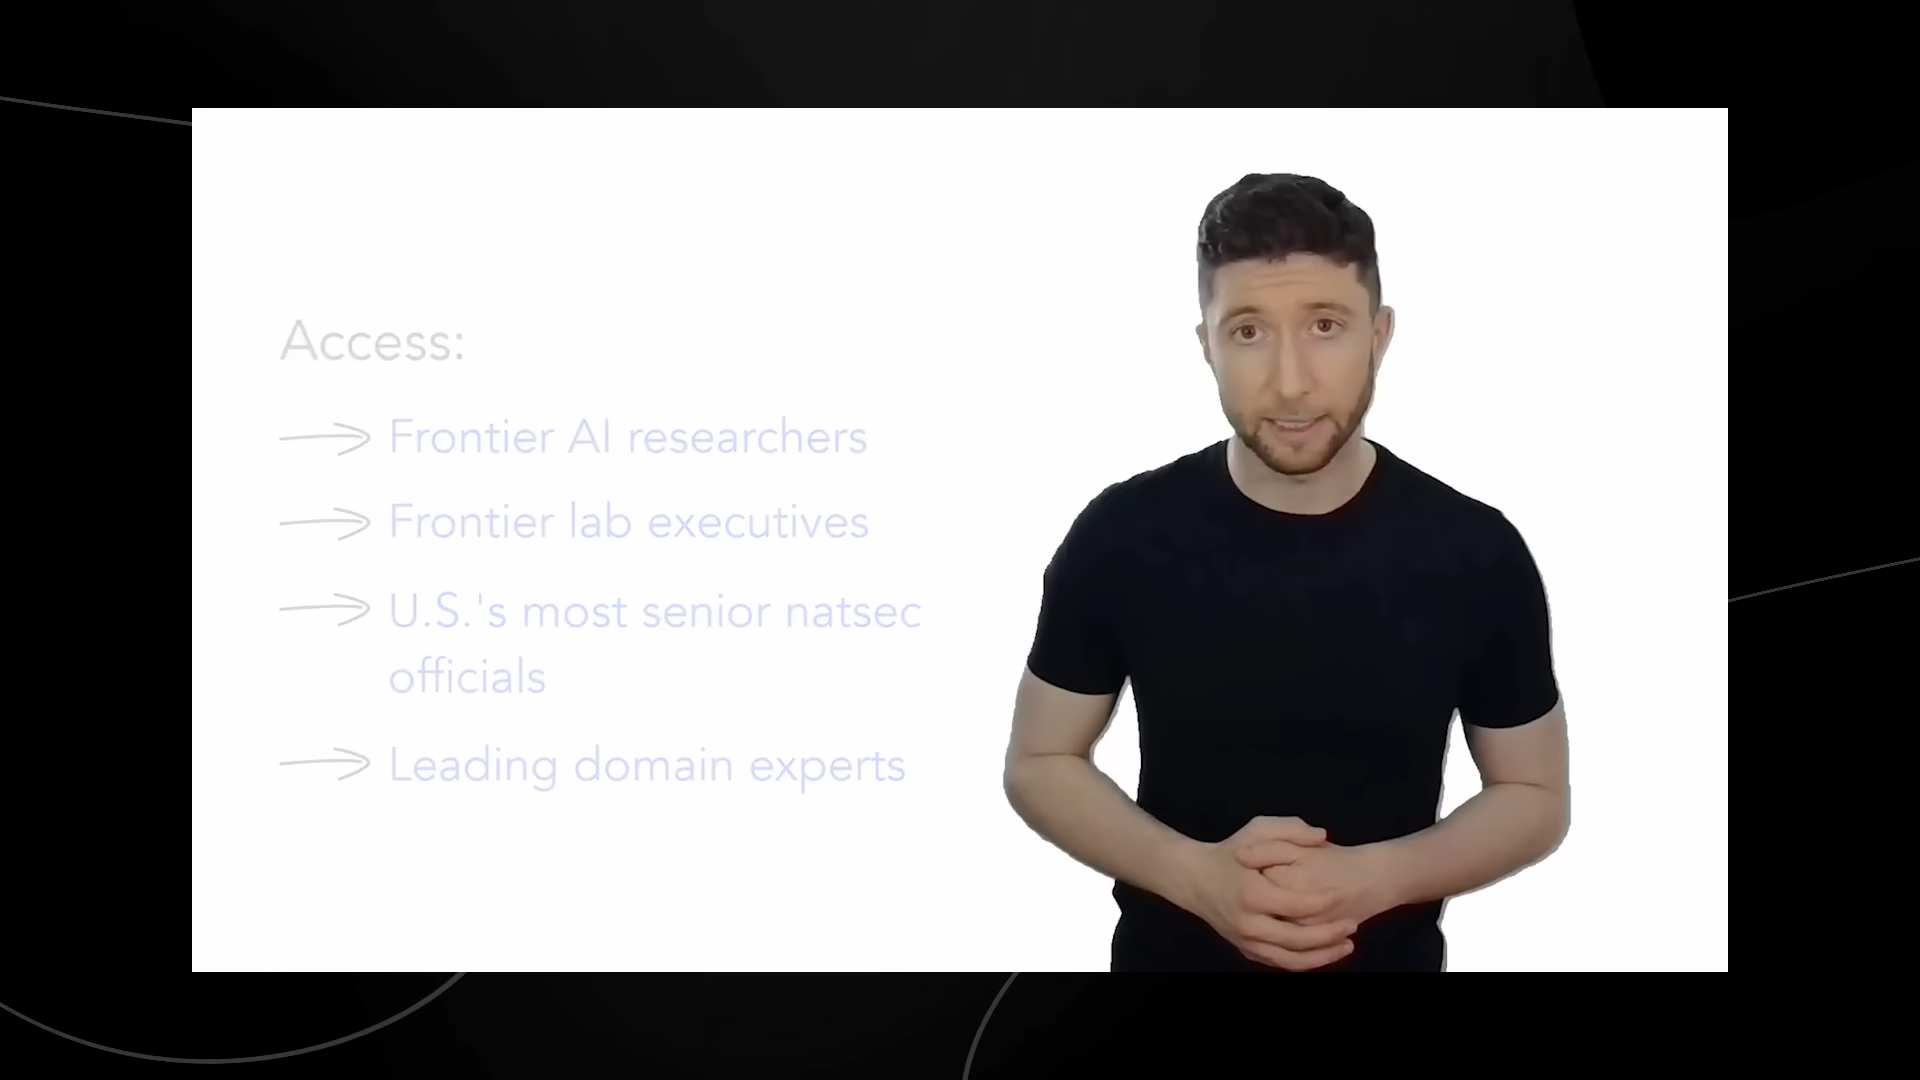 Access:
Frontier AI researchers
Frontier lab executives
U.S.'s most senior natsec
officials
Leading domain experts